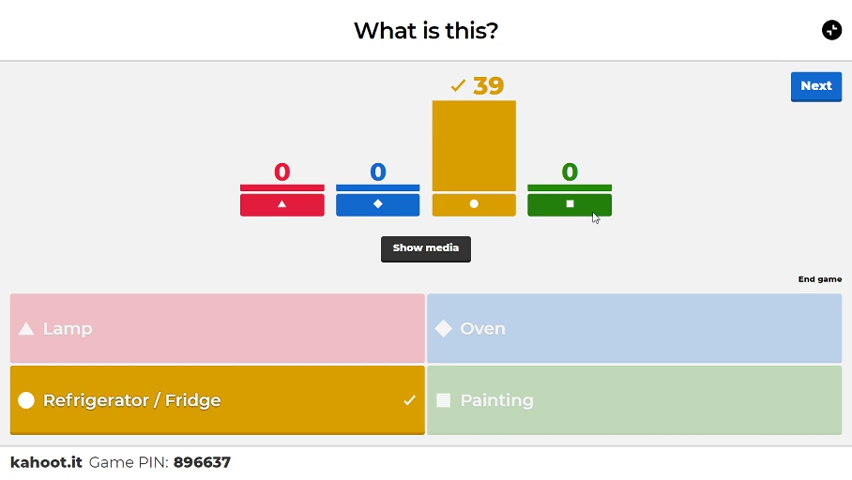 What is this?
Next
39
0
0
0
Show media
End game
Lamp
Oven
Refrigerator / Fridge
Painting
kahoot.it Game PIN: 896637